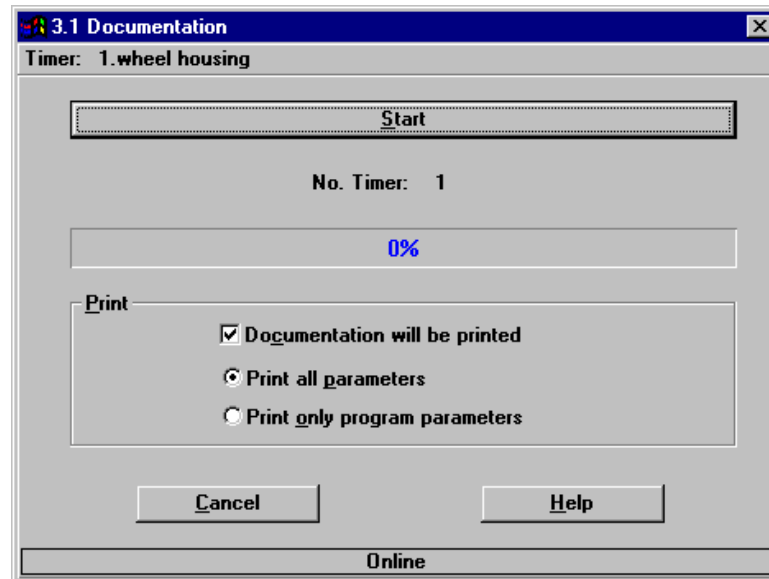 3.1 Documentation
Timer: 1.wheel housing
Start
No. Timer: 1
0%
Print
Documentation will be printed
Print all parameters
Print only program parameters
Cancel Help
Online